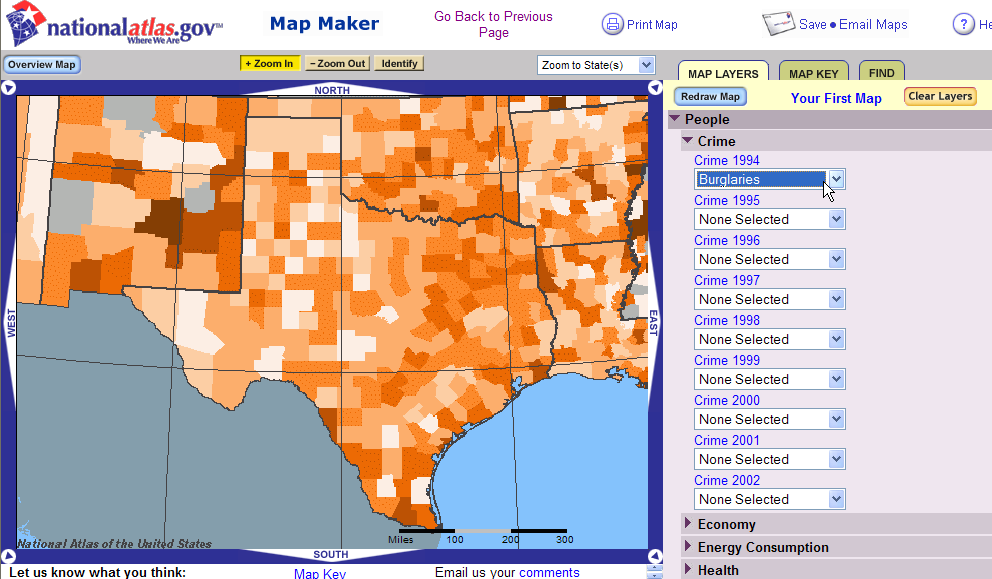 nationalatlas.gov™
Where We Are
Map Maker
Go Back to Previous
Page
Print Map
Save • Email Maps
?
He
Overview Map
+ Zoom In
– Zoom Out
Identify
Zoom to State(s)
MAP LAYERS
MAP KEY
FIND
Redraw Map
Your First Map
Clear Layers
NORTH
WEST
EAST
SOUTH
People
Crime
Crime 1994
Burglaries
Crime 1995
None Selected
Crime 1996
None Selected
Crime 1997
None Selected
Crime 1998
None Selected
Crime 1999
None Selected
Crime 2000
None Selected
Crime 2001
None Selected
Crime 2002
None Selected
Economy
Energy Consumption
Health
Miles 100 200 300
National Atlas of the United States
Let us know what you think:
Map Key
Email us your comments